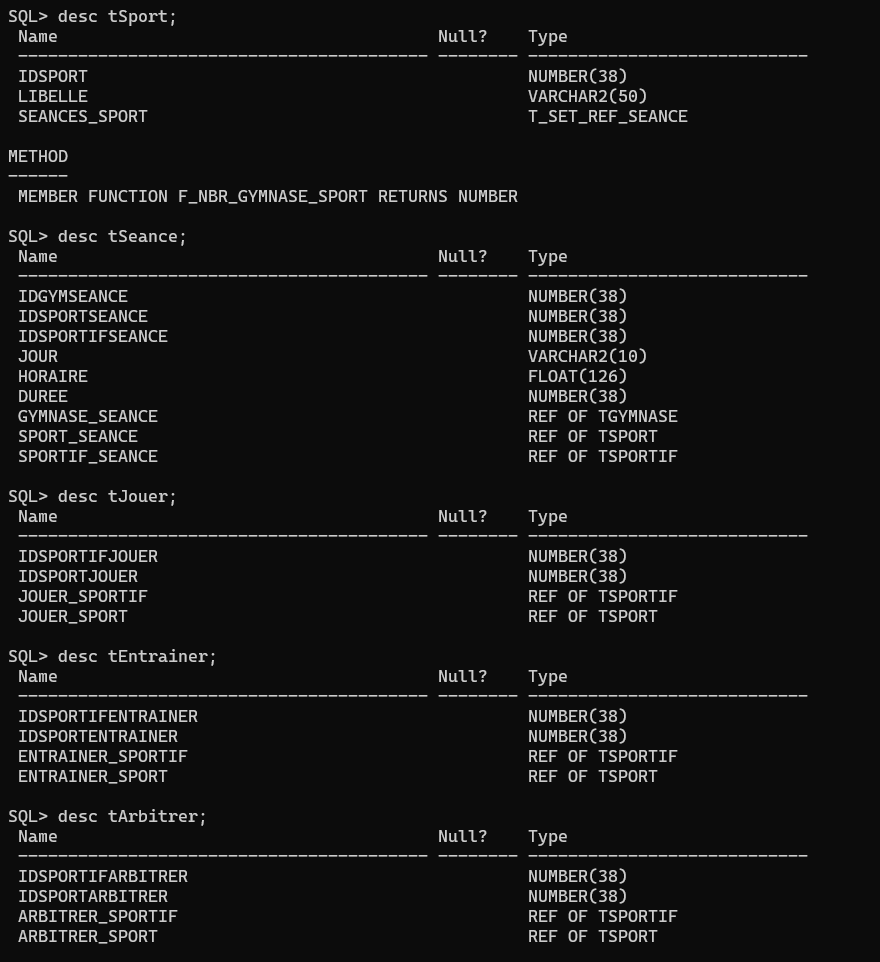 SQL> desc tSport;
 Name                                      Null?    Type
 ----------------------------------------- -------- ----------------------------
 IDSPORT                                            NUMBER(38)
 LIBELLE                                            VARCHAR2(50)
 SEANCES_SPORT                                      T_SET_REF_SEANCE

METHOD
------
 MEMBER FUNCTION F_NBR_GYMNASE_SPORT RETURNS NUMBER

SQL> desc tSeance;
 Name                                      Null?    Type
 ----------------------------------------- -------- ----------------------------
 IDGYMSEANCE                                        NUMBER(38)
 IDSPORTSEANCE                                      NUMBER(38)
 IDSPORTIFSEANCE                                    NUMBER(38)
 JOUR                                               VARCHAR2(10)
 HORAIRE                                            FLOAT(126)
 DUREE                                              NUMBER(38)
 GYMNASE_SEANCE                                     REF OF TGYMNASE
 SPORT_SEANCE                                       REF OF TSPORT
 SPORTIF_SEANCE                                     REF OF TSPORTIF

SQL> desc tJouer;
 Name                                      Null?    Type
 ----------------------------------------- -------- ----------------------------
 IDSPORTIFJOUER                                     NUMBER(38)
 IDSPORTJOUER                                       NUMBER(38)
 JOUER_SPORTIF                                      REF OF TSPORTIF
 JOUER_SPORT                                        REF OF TSPORT

SQL> desc tEntrainer;
 Name                                      Null?    Type
 ----------------------------------------- -------- ----------------------------
 IDSPORTIFENTRAINER                                 NUMBER(38)
 IDSPORTENTRAINER                                   NUMBER(38)
 ENTRAINER_SPORTIF                                  REF OF TSPORTIF
 ENTRAINER_SPORT                                    REF OF TSPORT

SQL> desc tArbitrer;
 Name                                      Null?    Type
 ----------------------------------------- -------- ----------------------------
 IDSPORTIFARBITRER                                  NUMBER(38)
 IDSPORTARBITRER                                    NUMBER(38)
 ARBITRER_SPORTIF                                   REF OF TSPORTIF
 ARBITRER_SPORT                                     REF OF TSPORT